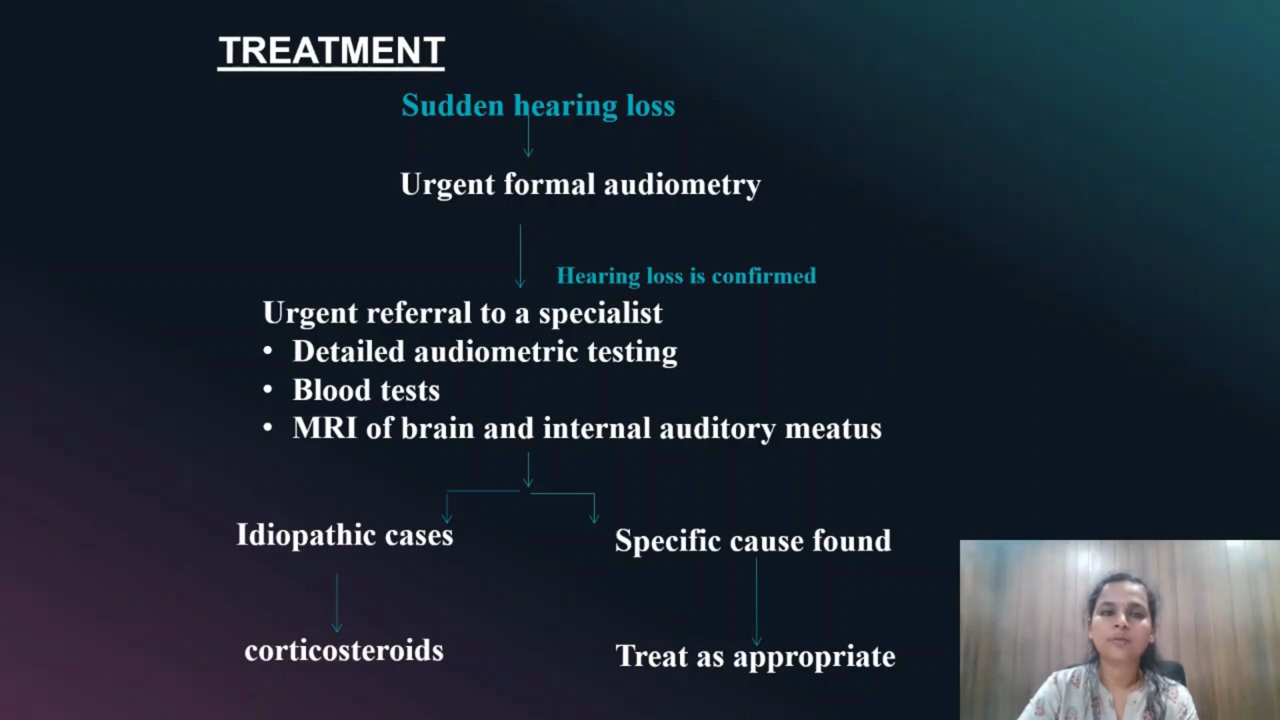 TREATMENT
Sudden hearing loss
Urgent formal audiometry
Hearing loss is confirmed
Urgent referral to a specialist
• Detailed audiometric testing
• Blood tests
• MRI of brain and internal auditory meatus
Idiopathic cases
Specific cause found
corticosteroids
Treat as appropriate